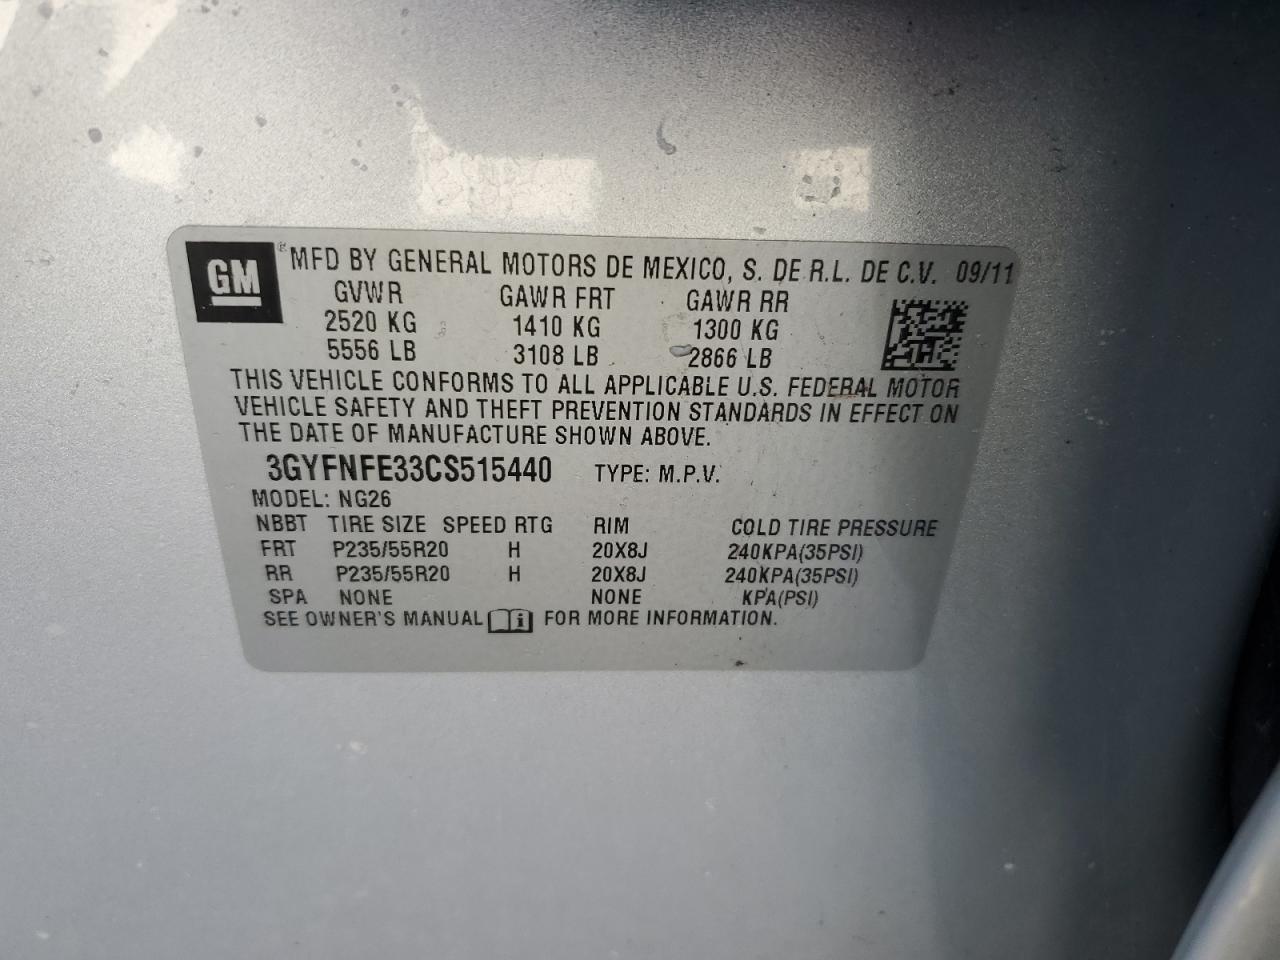 GM ® MFD BY GENERAL MOTORS DE MEXICO, S. DE R.L. DE C.V. 09/11
GVWR GAWR FRT GAWR RR
2520 KG 1410 KG 1300 KG
5556 LB 3108 LB 2866 LB
THIS VEHICLE CONFORMS TO ALL APPLICABLE U.S. FEDERAL MOTOR
VEHICLE SAFETY AND THEFT PREVENTION STANDARDS IN EFFECT ON
THE DATE OF MANUFACTURE SHOWN ABOVE.
3GYFNFE33CS515440 TYPE: M.P.V.
MODEL: NG26
NBBT TIRE SIZE SPEED RTG RIM COLD TIRE PRESSURE
FRT P235/55R20 H 20X8J 240KPA(35PSI)
RR P235/55R20 H 20X8J 240KPA(35PSI)
SPA NONE NONE KPA(PSI)
SEE OWNER'S MANUAL i FOR MORE INFORMATION.